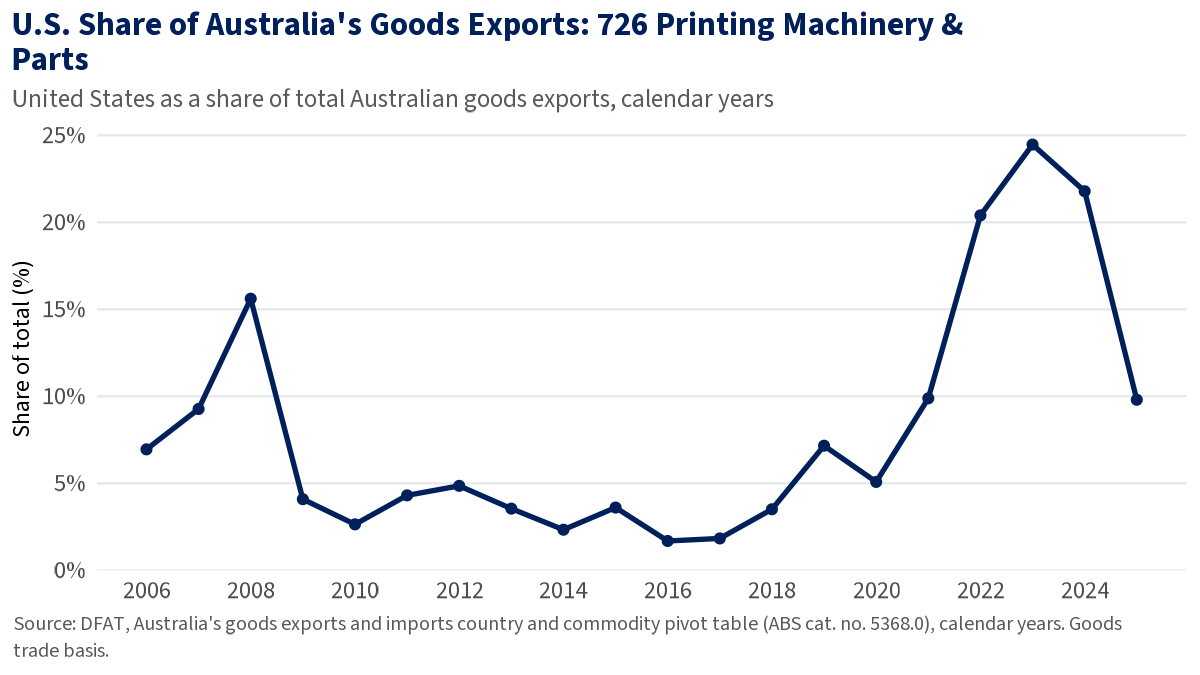 U.S. Share of Australia's Goods Exports: 726 Printing Machinery &
Parts
United States as a share of total Australian goods exports, calendar years
Share of total (%)
25%
20%
15%
10%
5%
0%
2006 2008 2010 2012 2014 2016 2018 2020 2022 2024
Source: DFAT, Australia's goods exports and imports country and commodity pivot table (ABS cat. no. 5368.0), calendar years. Goods
trade basis.